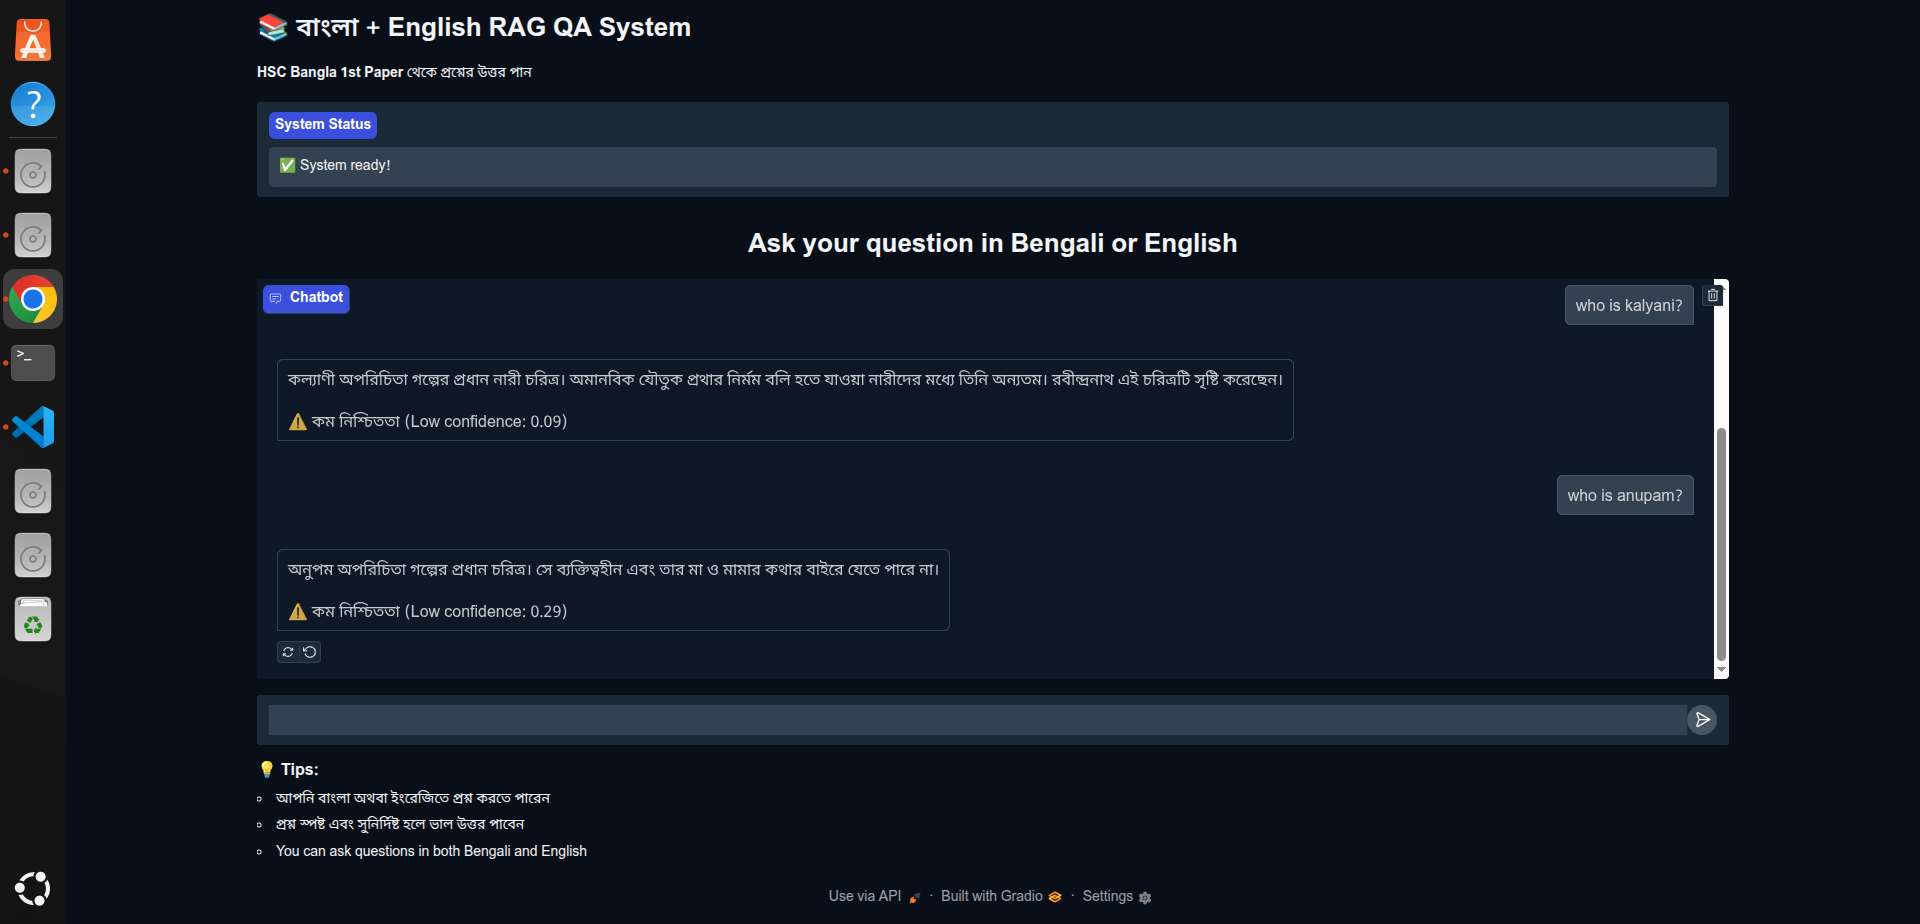 📚 বাংলা + English RAG QA System
HSC Bangla 1st Paper থেকে প্রশ্নের উত্তর পান
System Status
✅ System ready!
Ask your question in Bengali or English
Chatbot
who is kalyani?
কল্যাণী অপরিচিতা গল্পের প্রধান নারী চরিত্র। অমানবিক যৌতুক প্রথার নির্মম বলি হতে যাওয়া নারীদের মধ্যে তিনি অন্যতম। রবীন্দ্রনাথ এই চরিত্রটি সৃষ্টি করেছেন।
⚠️ কম নিশ্চিততা (Low confidence: 0.09)
who is anupam?
অনুপম অপরিচিতা গল্পের প্রধান চরিত্র। সে ব্যক্তিত্বহীন এবং তার মা ও মামার কথার বাইরে যেতে পারে না।
⚠️ কম নিশ্চিততা (Low confidence: 0.29)
💡 Tips:
আপনি বাংলা অথবা ইংরেজিতে প্রশ্ন করতে পারেন
প্রশ্ন স্পষ্ট এবং সুনির্দিষ্ট হলে ভাল উত্তর পাবেন
You can ask questions in both Bengali and English
Use via API 🚀 · Built with Gradio · Settings ⚙️